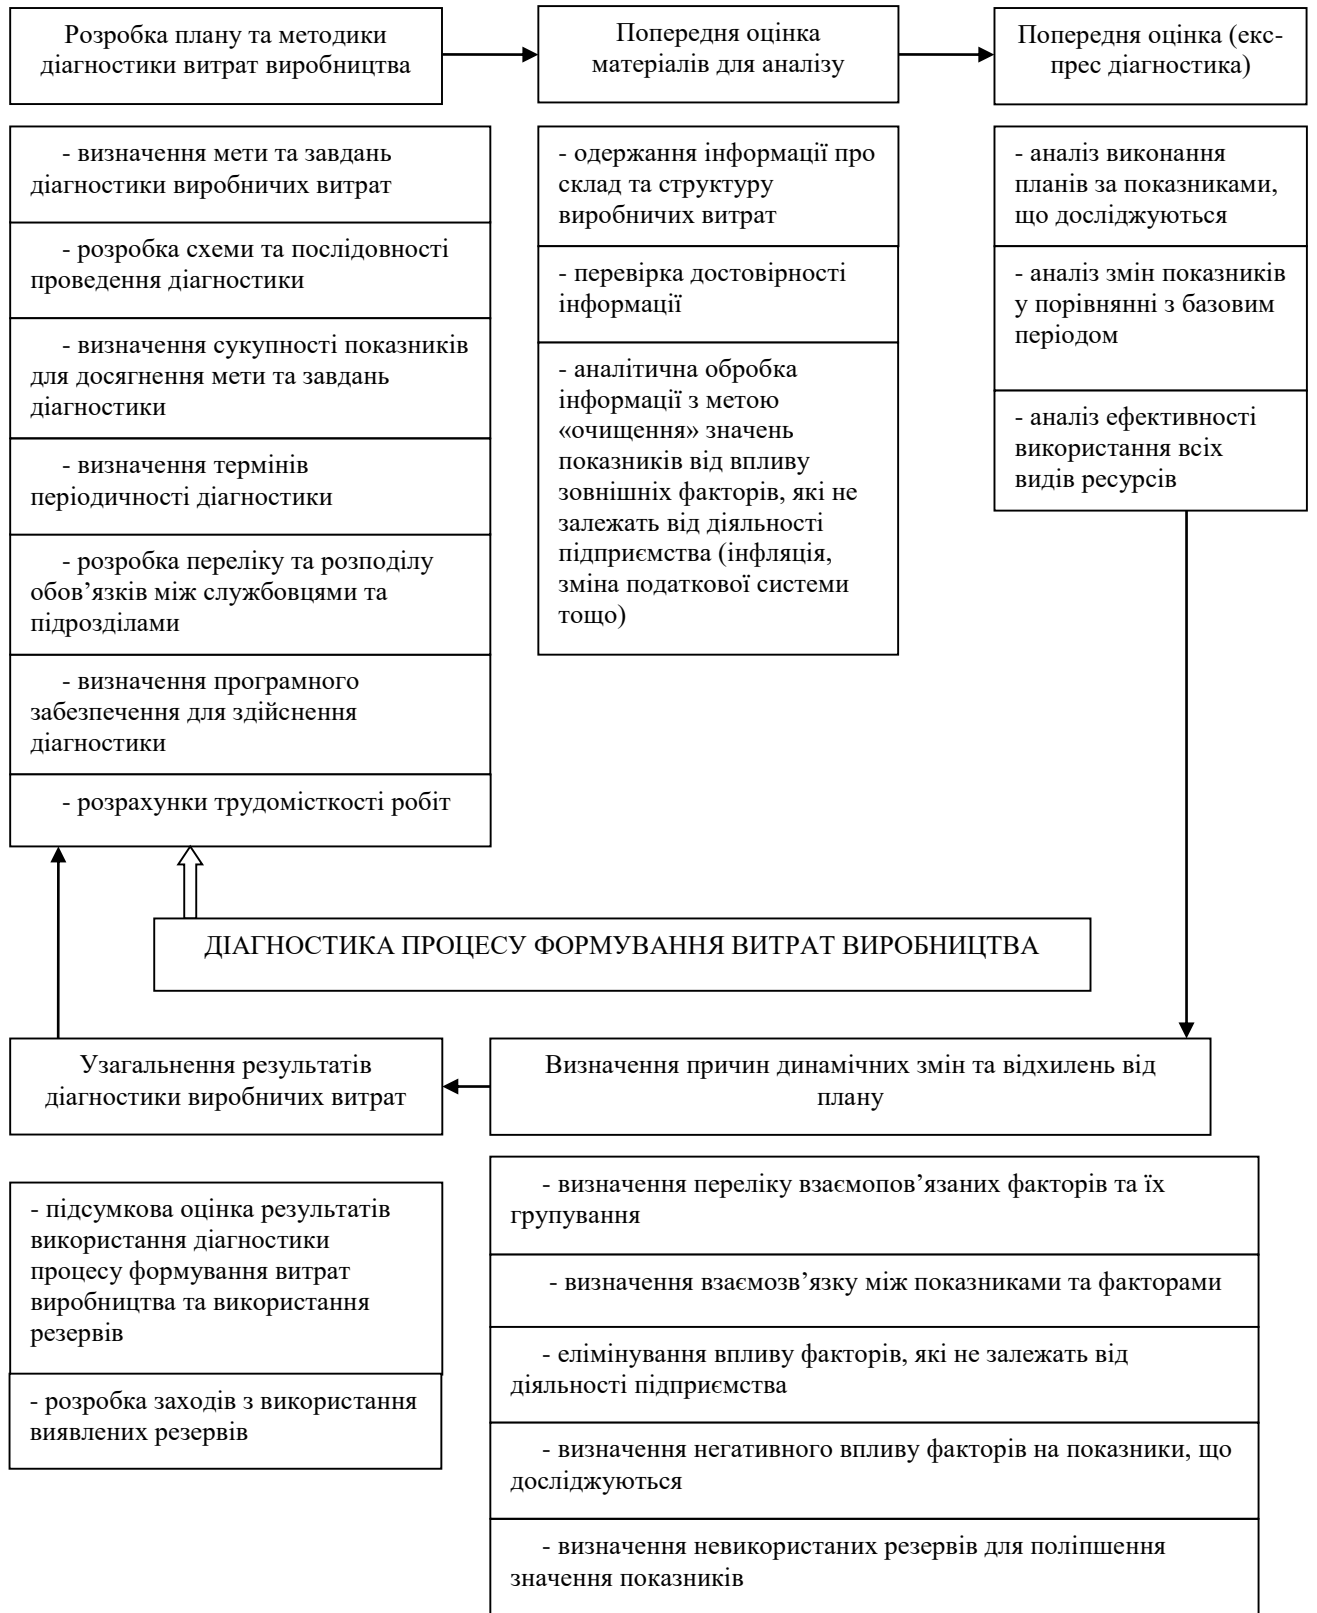 Розробка плану та методики
діагностики витрат виробництва
Попередня оцінка
матеріалів для аналізу
Попередня оцінка (екс-
прес діагностика)
- визначення мети та завдань
діагностики виробничих витрат
- розробка схеми та послідовності
проведення діагностики
- визначення сукупності показників
для досягнення мети та завдань
діагностики
- визначення термінів
періодичності діагностики
- розробка переліку та розподілу
обов’язків між службовцями та
підрозділами
- визначення програмного
забезпечення для здійснення
діагностики
- розрахунки трудомісткості робіт
- одержання інформації про
склад та структуру
виробничих витрат
- перевірка достовірності
інформації
- аналітична обробка
інформації з метою
«очищення» значень
показників від впливу
зовнішніх факторів, які не
залежать від діяльності
підприємства (інфляція,
зміна податкової системи
тощо)
- аналіз виконання
планів за показниками,
що досліджуються
- аналіз змін показників
у порівнянні з базовим
періодом
- аналіз ефективності
використання всіх
видів ресурсів
ДІАГНОСТИКА ПРОЦЕСУ ФОРМУВАННЯ ВИТРАТ ВИРОБНИЦТВА
Узагальнення результатів
діагностики виробничих витрат
Визначення причин динамічних змін та відхилень від
плану
- підсумкова оцінка результатів
використання діагностики
процесу формування витрат
виробництва та використання
резервів
- розробка заходів з використання
виявлених резервів
- визначення переліку взаємопов’язаних факторів та їх
групування
- визначення взаємозв’язку між показниками та факторами
- елімінування впливу факторів, які не залежать від
діяльності підприємства
- визначення негативного впливу факторів на показники, що
досліджуються
- визначення невикористаних резервів для поліпшення
значення показників